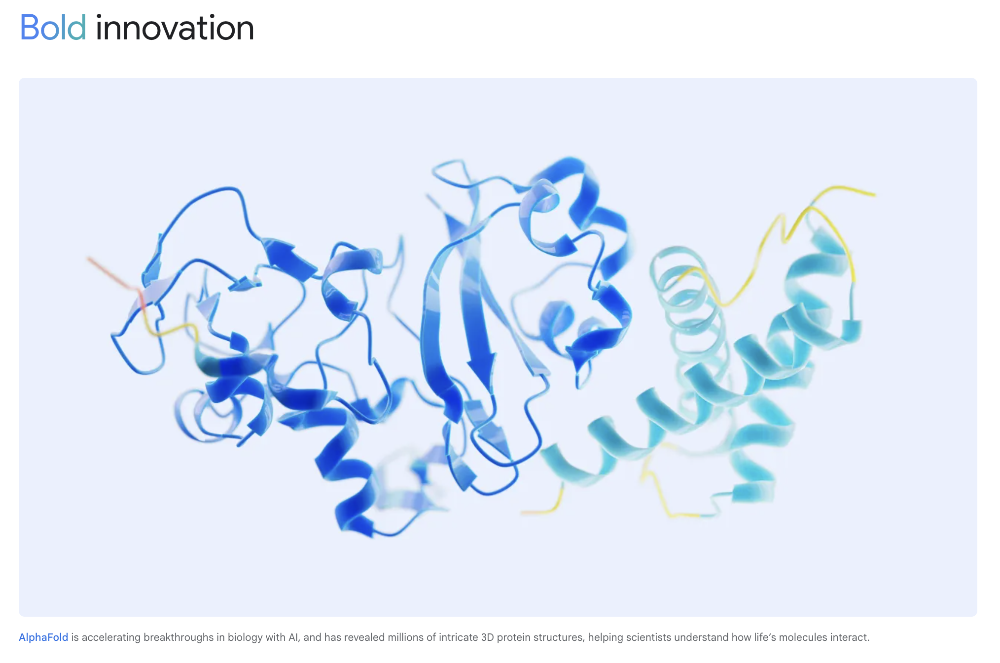 Bold innovation
AlphaFold is accelerating breakthroughs in biology with AI, and has revealed millions of intricate 3D protein structures, helping scientists understand how life’s molecules interact.